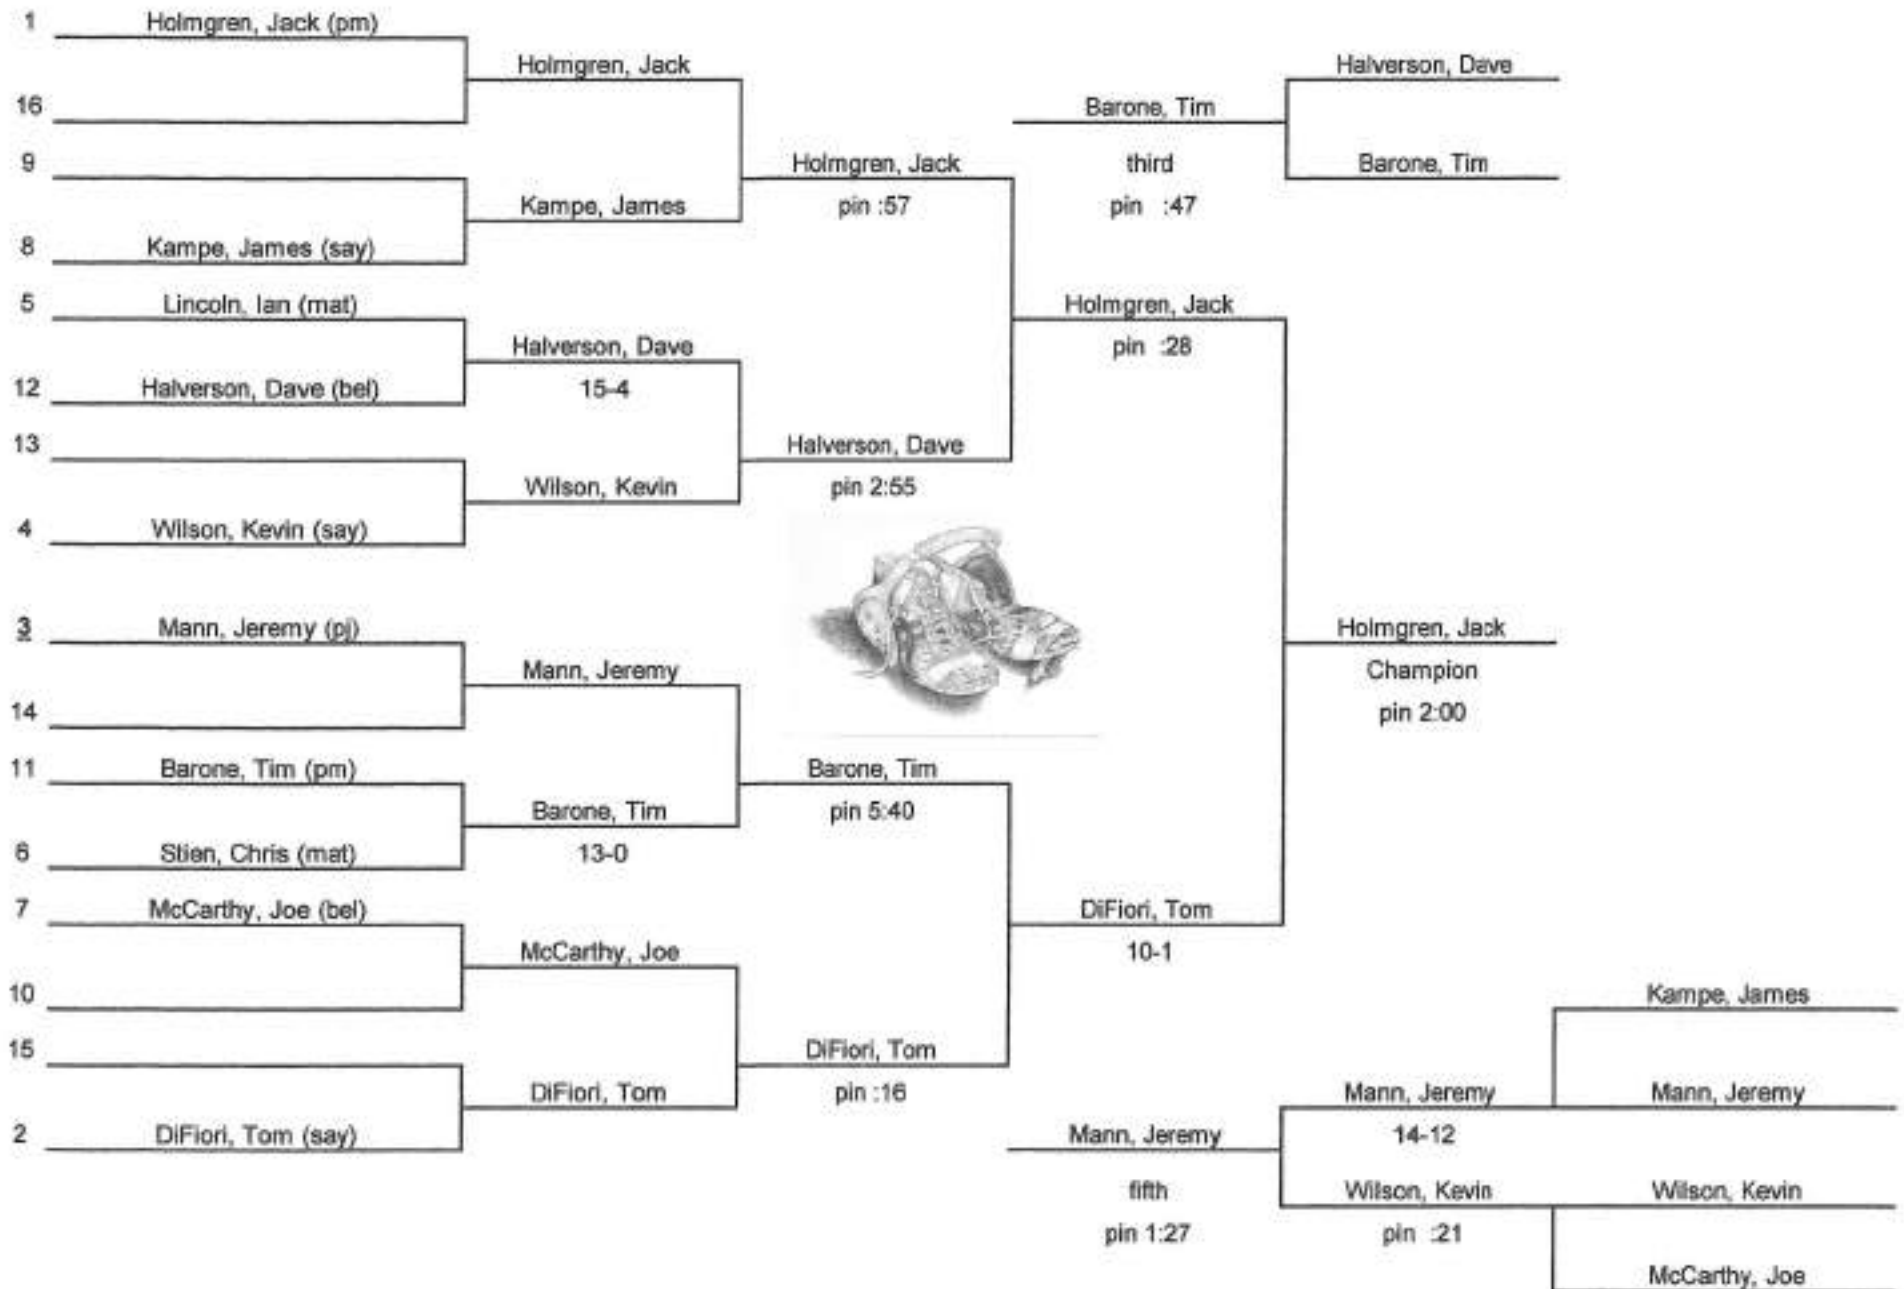 1 Holmgren, Jack (pm)
Holmgren, Jack
Halverson, Dave
16
Barone, Tim
9
Holmgren, Jack
third
Barone, Tim
Kampe, James
pin :57
pin :47
8 Kampe, James (say)
5 Lincoln, Ian (mat)
Holmgren, Jack
Halverson, Dave
pin :28
12 Halverson, Dave (bel)
15-4
13
Halverson, Dave
Wilson, Kevin
pin 2:55
4 Wilson, Kevin (say)
3 Mann, Jeremy (pj)
Holmgren, Jack
Mann, Jeremy
Champion
14
pin 2:00
11 Barone, Tim (pm)
Barone, Tim
Barone, Tim
pin 5:40
6 Stien, Chris (mat)
13-0
7 McCarthy, Joe (bel)
DiFiori, Tom
McCarthy, Joe
10-1
10
Kampe, James
15
DiFiori, Tom
DiFiori, Tom
pin :16
Mann, Jeremy
Mann, Jeremy
2 DiFiori, Tom (say)
Mann, Jeremy
14-12
fifth
Wilson, Kevin
Wilson, Kevin
pin 1:27
pin :21
McCarthy, Joe